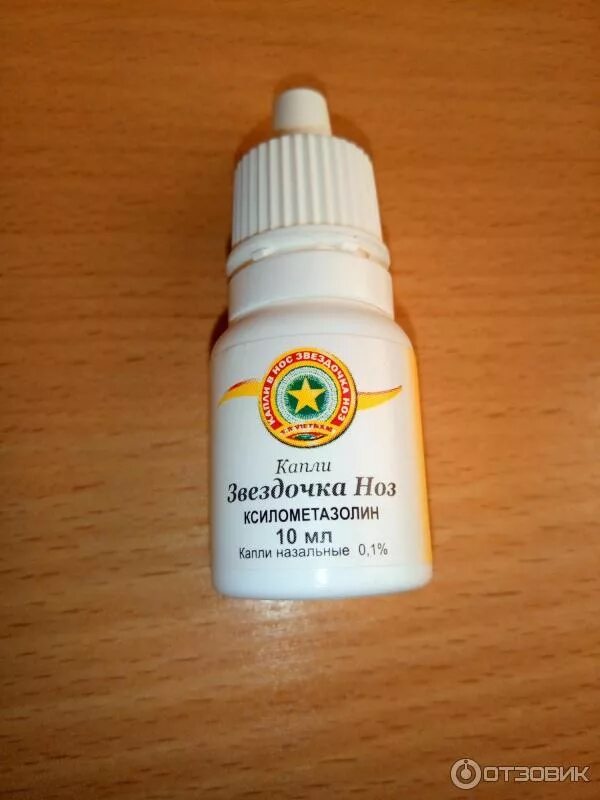 КАПЛИ В НОС ЗВЕЗДОЧКА НОЗ
Капли
Звездочка Ноз
КСИЛОМЕТАЗОЛИН
10 мл
Капли назальные 0,1%
ОТЗОВИК